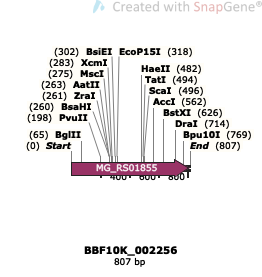 Created with SnapGene®
(302) BsiEI EcoP15I (318)
(283) XcmI
(275) MscI HaeII (482)
(263) AatII TatI (494)
(261) ZraI ScaI (496)
(260) BsaHI AccI (562)
(198) PvuII BstXI (626)
DraI (714)
(65) BglII Bpu10I (769)
(0) Start End (807)
MG_RS01855
400 600 800
BBF10K_002256
807 bp